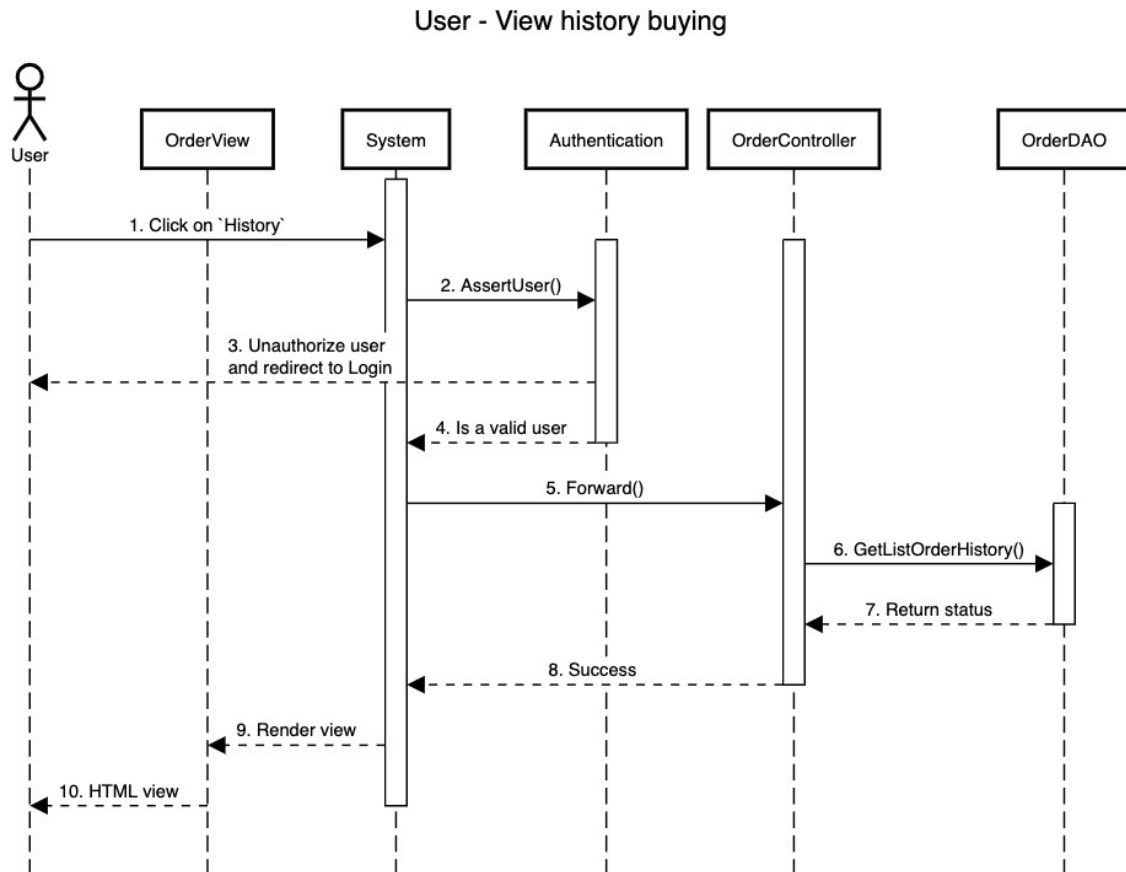 User - View history buying
User
OrderView
System
Authentication
OrderController
OrderDAO
1. Click on `History`
2. AssertUser()
3. Unauthorize user
and redirect to Login
4. Is a valid user
5. Forward()
6. GetListOrderHistory()
7. Return status
8. Success
9. Render view
10. HTML view